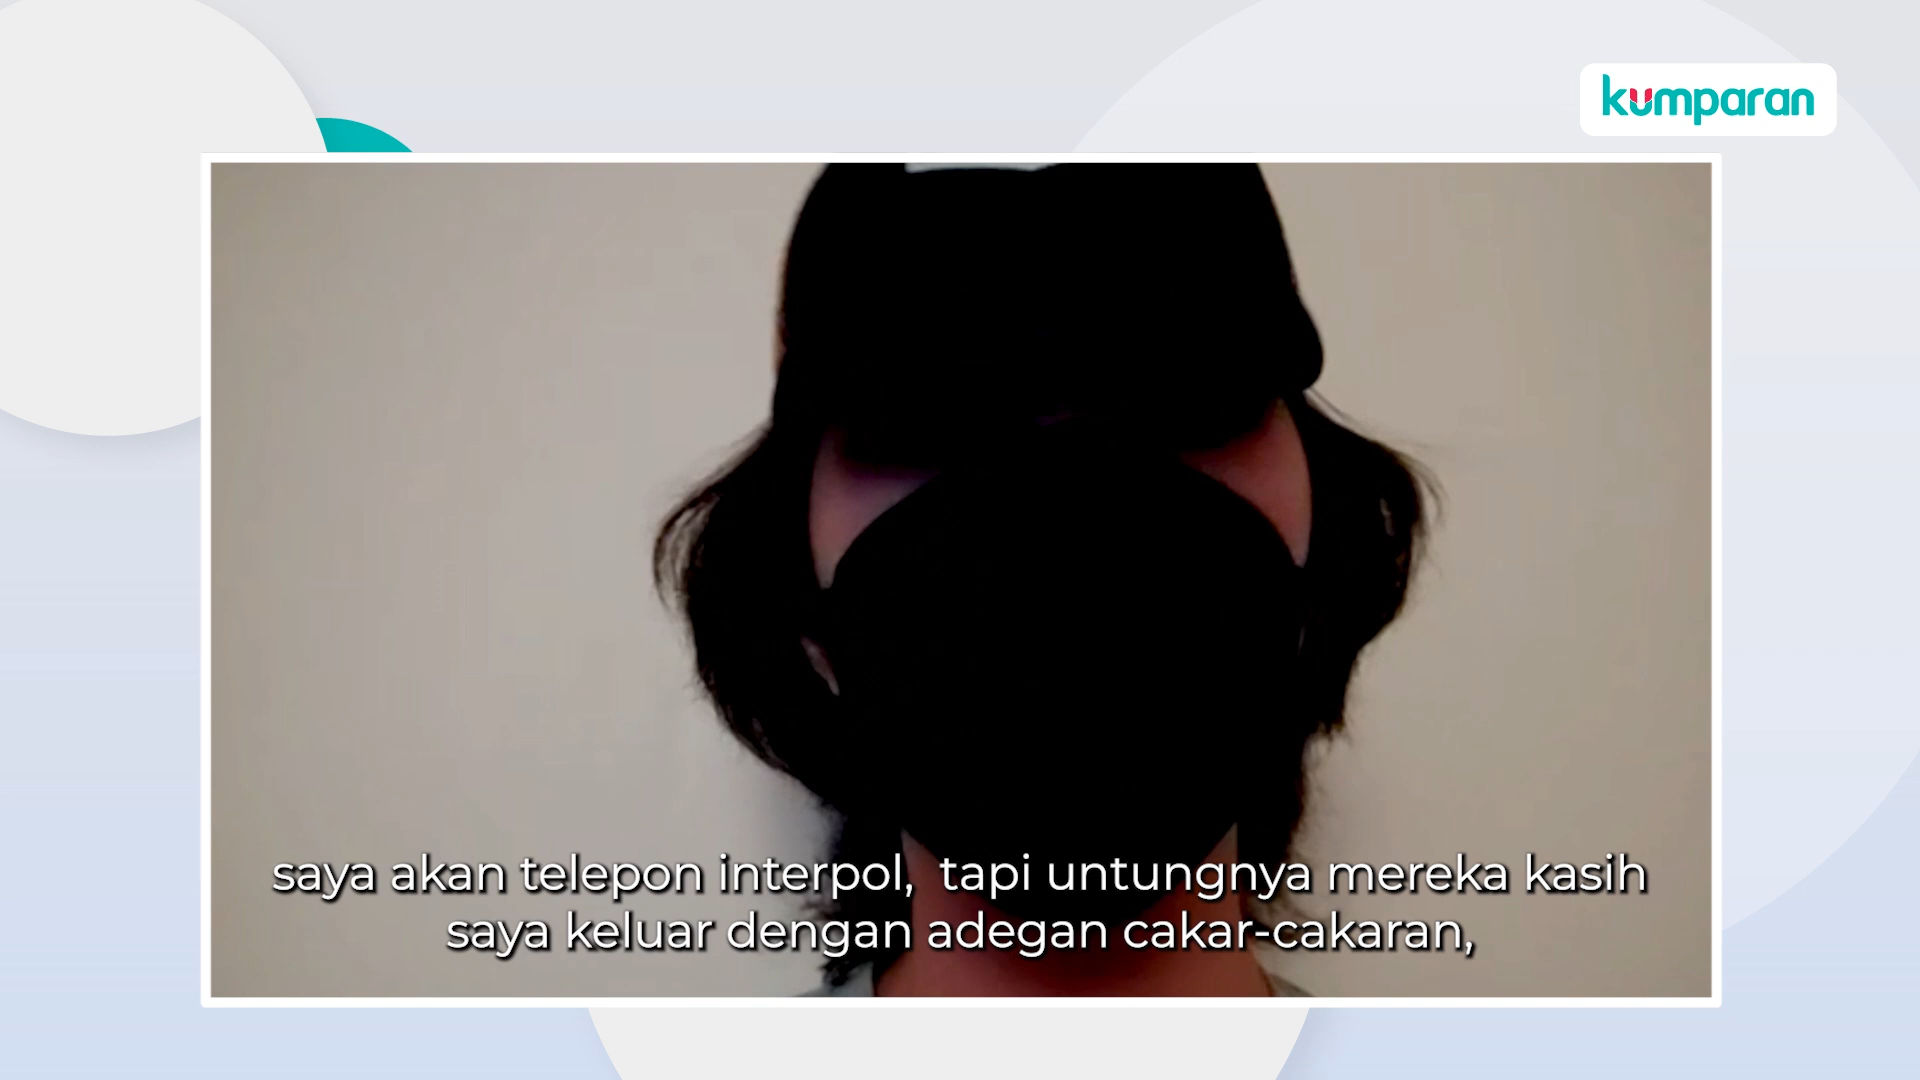 kumparan
saya akan telepon interpol, tapi untungnya mereka kasih
saya keluar dengan adegan cakar-cakaran,